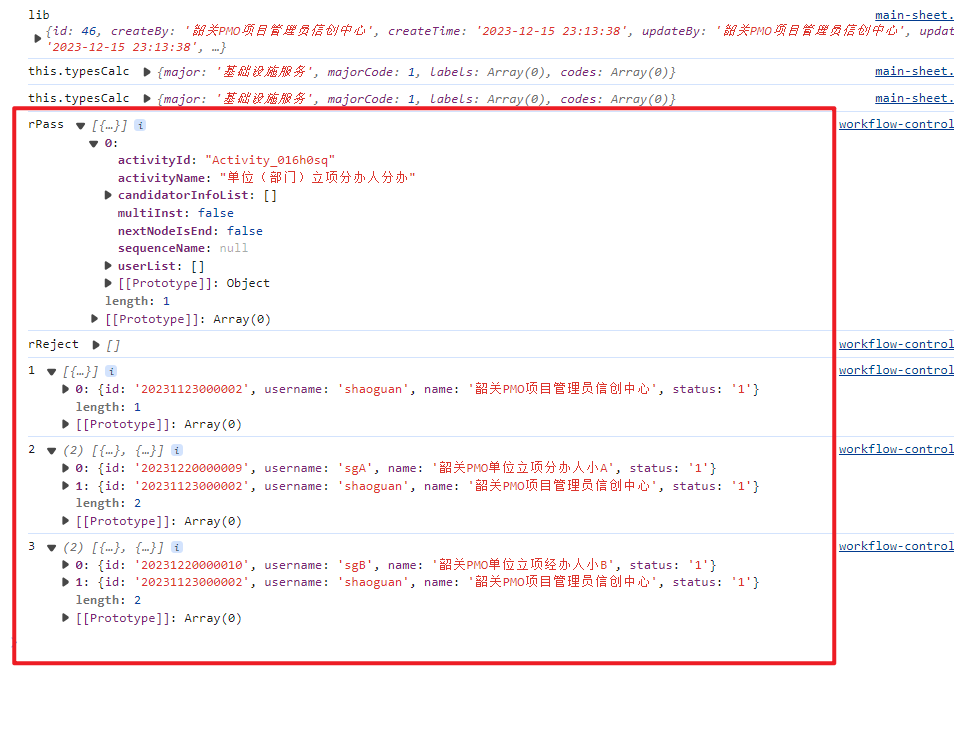 lib main-sheet.
{id: 46, createBy: '韶关PMO项目管理员信创中心', createTime: '2023-12-15 23:13:38', updateBy: '韶关PMO项目管理员信创中心', updat
'2023-12-15 23:13:38', …}
this.typesCalc {major: '基础设施服务', majorCode: 1, labels: Array(0), codes: Array(0)} main-sheet.
this.typesCalc {major: '基础设施服务', majorCode: 1, labels: Array(0), codes: Array(0)} main-sheet.
rPass [{…}] i workflow-control
0:
activityId: "Activity_016h0sq"
activityName: "单位（部门）立项分办人分办"
candidatorInfoList: []
multiInst: false
nextNodeIsEnd: false
sequenceName: null
userList: []
[[Prototype]]: Object
length: 1
[[Prototype]]: Array(0)
rReject [] workflow-control
1 [{…}] i workflow-control
0: {id: '20231123000002', username: 'shaoguan', name: '韶关PMO项目管理员信创中心', status: '1'}
length: 1
[[Prototype]]: Array(0)
2 (2) [{…}, {…}] i workflow-control
0: {id: '20231220000009', username: 'sgA', name: '韶关PMO单位立项分办人小A', status: '1'}
1: {id: '20231123000002', username: 'shaoguan', name: '韶关PMO项目管理员信创中心', status: '1'}
length: 2
[[Prototype]]: Array(0)
3 (2) [{…}, {…}] i workflow-control
0: {id: '20231220000010', username: 'sgB', name: '韶关PMO单位立项经办人小B', status: '1'}
1: {id: '20231123000002', username: 'shaoguan', name: '韶关PMO项目管理员信创中心', status: '1'}
length: 2
[[Prototype]]: Array(0)